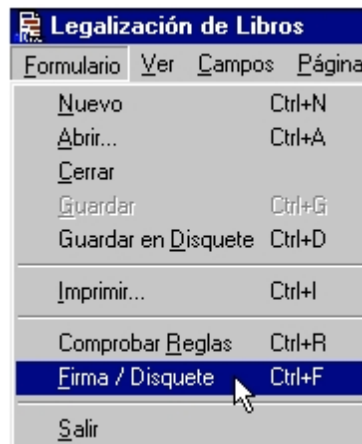 Legalización de Libros
Formulario Ver Campos Página
Nuevo Ctrl+N
Abrir... Ctrl+A
Cerrar
Guardar Ctrl+G
Guardar en Disquete Ctrl+D
Imprimir... Ctrl+I
Comprobar Reglas Ctrl+R
Firma / Disquete Ctrl+F
Salir